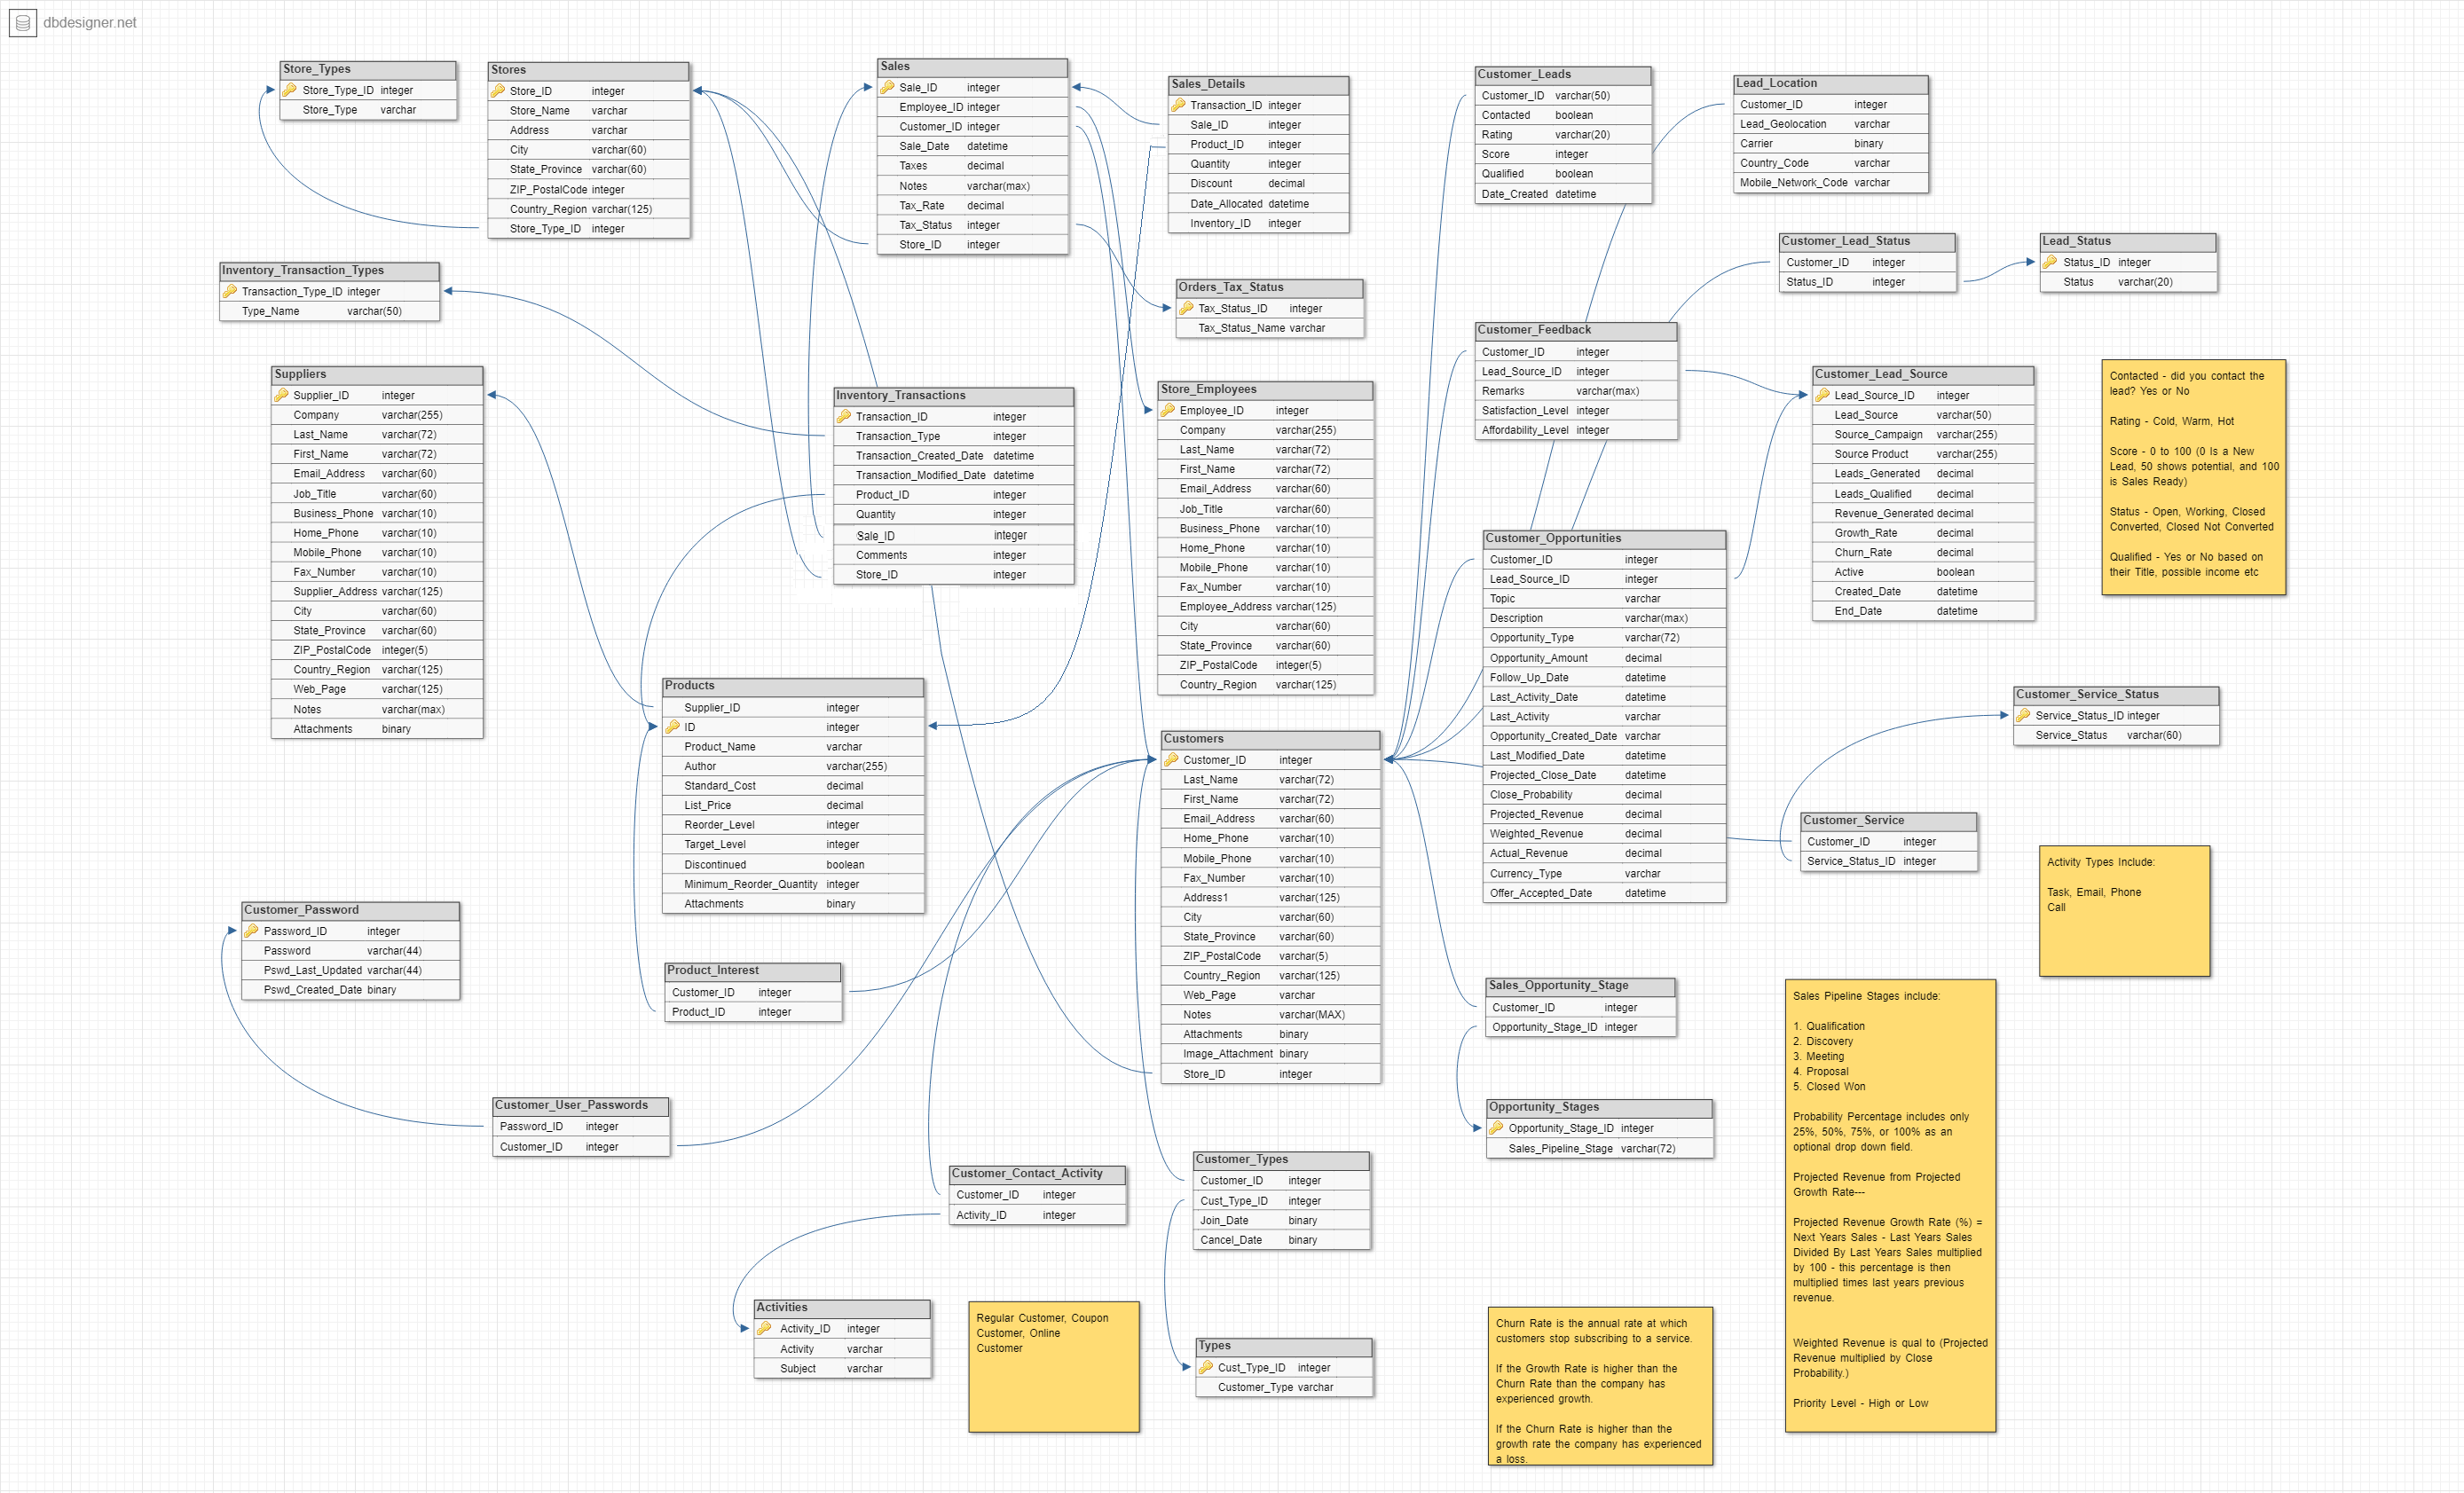 dbdesigner.net
Store_Types
Store_Type_ID integer
Store_Type varchar
Stores
Store_ID integer
Store_Name varchar
Address varchar
City varchar(60)
State_Province varchar(60)
ZIP_PostalCode integer
Country_Region varchar(125)
Store_Type_ID integer
Sales
Sale_ID integer
Employee_ID integer
Customer_ID integer
Sale_Date datetime
Taxes decimal
Notes varchar(max)
Tax_Rate decimal
Tax_Status integer
Store_ID integer
Sales_Details
Transaction_ID integer
Sale_ID integer
Product_ID integer
Quantity integer
Discount decimal
Date_Allocated datetime
Inventory_ID integer
Customer_Leads
Customer_ID varchar(50)
Contacted boolean
Rating varchar(20)
Score integer
Qualified boolean
Date_Created datetime
Lead_Location
Customer_ID integer
Lead_Geolocation varchar
Carrier binary
Country_Code varchar
Mobile_Network_Code varchar
Customer_Lead_Status
Customer_ID integer
Status_ID integer
Lead_Status
Status_ID integer
Status varchar(20)
Inventory_Transaction_Types
Transaction_Type_ID integer
Type_Name varchar(50)
Orders_Tax_Status
Tax_Status_ID integer
Tax_Status_Name varchar
Customer_Feedback
Customer_ID integer
Lead_Source_ID integer
Remarks varchar(max)
Satisfaction_Level integer
Affordability_Level integer
Suppliers
Supplier_ID integer
Company varchar(255)
Last_Name varchar(72)
First_Name varchar(72)
Email_Address varchar(60)
Job_Title varchar(60)
Business_Phone varchar(10)
Home_Phone varchar(10)
Mobile_Phone varchar(10)
Fax_Number varchar(10)
Supplier_Address varchar(125)
City varchar(60)
State_Province varchar(60)
ZIP_PostalCode integer(5)
Country_Region varchar(125)
Web_Page varchar(125)
Notes varchar(max)
Attachments binary
Inventory_Transactions
Transaction_ID integer
Transaction_Type integer
Transaction_Created_Date datetime
Transaction_Modified_Date datetime
Product_ID integer
Quantity integer
Sale_ID integer
Comments integer
Store_ID integer
Store_Employees
Employee_ID integer
Company varchar(255)
Last_Name varchar(72)
First_Name varchar(72)
Email_Address varchar(60)
Job_Title varchar(60)
Business_Phone varchar(10)
Home_Phone varchar(10)
Mobile_Phone varchar(10)
Fax_Number varchar(10)
Employee_Address varchar(125)
City varchar(60)
State_Province varchar(60)
ZIP_PostalCode integer(5)
Country_Region varchar(125)
Customer_Lead_Source
Lead_Source_ID integer
Lead_Source varchar(50)
Source_Campaign varchar(255)
Source Product varchar(255)
Leads_Generated decimal
Leads_Qualified decimal
Revenue_Generated decimal
Growth_Rate decimal
Churn_Rate decimal
Active boolean
Created_Date datetime
End_Date datetime
Contacted - did you contact the
lead? Yes or No
Rating - Cold, Warm, Hot
Score - 0 to 100 (0 Is a New
Lead, 50 shows potential, and 100
is Sales Ready)
Status - Open, Working, Closed
Converted, Closed Not Converted
Qualified - Yes or No based on
their Title, possible income etc
Customer_Opportunities
Customer_ID integer
Lead_Source_ID integer
Topic varchar
Description varchar(max)
Opportunity_Type varchar(72)
Opportunity_Amount decimal
Follow_Up_Date datetime
Last_Activity_Date datetime
Last_Activity varchar
Opportunity_Created_Date varchar
Last_Modified_Date datetime
Projected_Close_Date datetime
Close_Probability decimal
Projected_Revenue decimal
Weighted_Revenue decimal
Actual_Revenue decimal
Currency_Type varchar
Offer_Accepted_Date datetime
Products
Supplier_ID integer
ID integer
Product_Name varchar
Author varchar(255)
Standard_Cost decimal
List_Price decimal
Reorder_Level integer
Target_Level integer
Discontinued boolean
Minimum_Reorder_Quantity integer
Attachments binary
Customers
Customer_ID integer
Last_Name varchar(72)
First_Name varchar(72)
Email_Address varchar(60)
Home_Phone varchar(10)
Mobile_Phone varchar(10)
Fax_Number varchar(10)
Address1 varchar(125)
City varchar(60)
State_Province varchar(60)
ZIP_PostalCode varchar(5)
Country_Region varchar(125)
Web_Page varchar
Notes varchar(MAX)
Attachments binary
Image_Attachment binary
Store_ID integer
Customer_Service_Status
Service_Status_ID integer
Service_Status varchar(60)
Customer_Service
Customer_ID integer
Service_Status_ID integer
Activity Types Include:
Task, Email, Phone
Call
Customer_Password
Password_ID integer
Password varchar(44)
Pswd_Last_Updated varchar(44)
Pswd_Created_Date binary
Product_Interest
Customer_ID integer
Product_ID integer
Sales_Opportunity_Stage
Customer_ID integer
Opportunity_Stage_ID integer
Sales Pipeline Stages include:
1. Qualification
2. Discovery
3. Meeting
4. Proposal
5. Closed Won
Probability Percentage includes only
25%, 50%, 75%, or 100% as an
optional drop down field.
Projected Revenue from Projected
Growth Rate---
Projected Revenue Growth Rate (%) =
Next Years Sales - Last Years Sales
Divided By Last Years Sales multiplied
by 100 - this percentage is then
multiplied times last years previous
revenue.
Weighted Revenue is qual to (Projected
Revenue multiplied by Close
Probability.)
Priority Level - High or Low
Customer_User_Passwords
Password_ID integer
Customer_ID integer
Opportunity_Stages
Opportunity_Stage_ID integer
Sales_Pipeline_Stage varchar(72)
Customer_Contact_Activity
Customer_ID integer
Activity_ID integer
Customer_Types
Customer_ID integer
Cust_Type_ID integer
Join_Date binary
Cancel_Date binary
Activities
Activity_ID integer
Activity varchar
Subject varchar
Regular Customer, Coupon
Customer, Online
Customer
Types
Cust_Type_ID integer
Customer_Type varchar
Churn Rate is the annual rate at which
customers stop subscribing to a service.
If the Growth Rate is higher than the
Churn Rate than the company has
experienced growth.
If the Churn Rate is higher than the
growth rate the company has experienced
a loss.